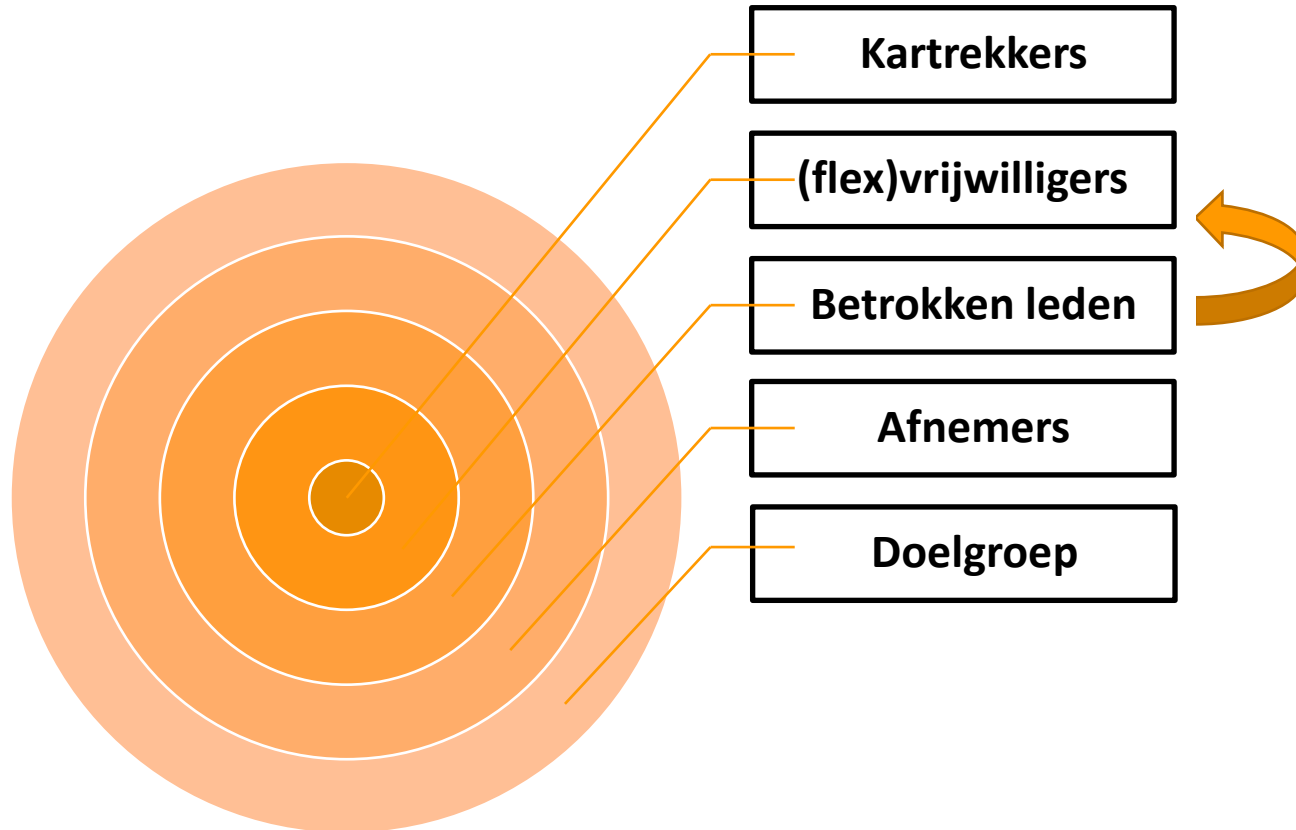 Kartrekkers
(flex)vrijwilligers
Betrokken leden
Afnemers
Doelgroep